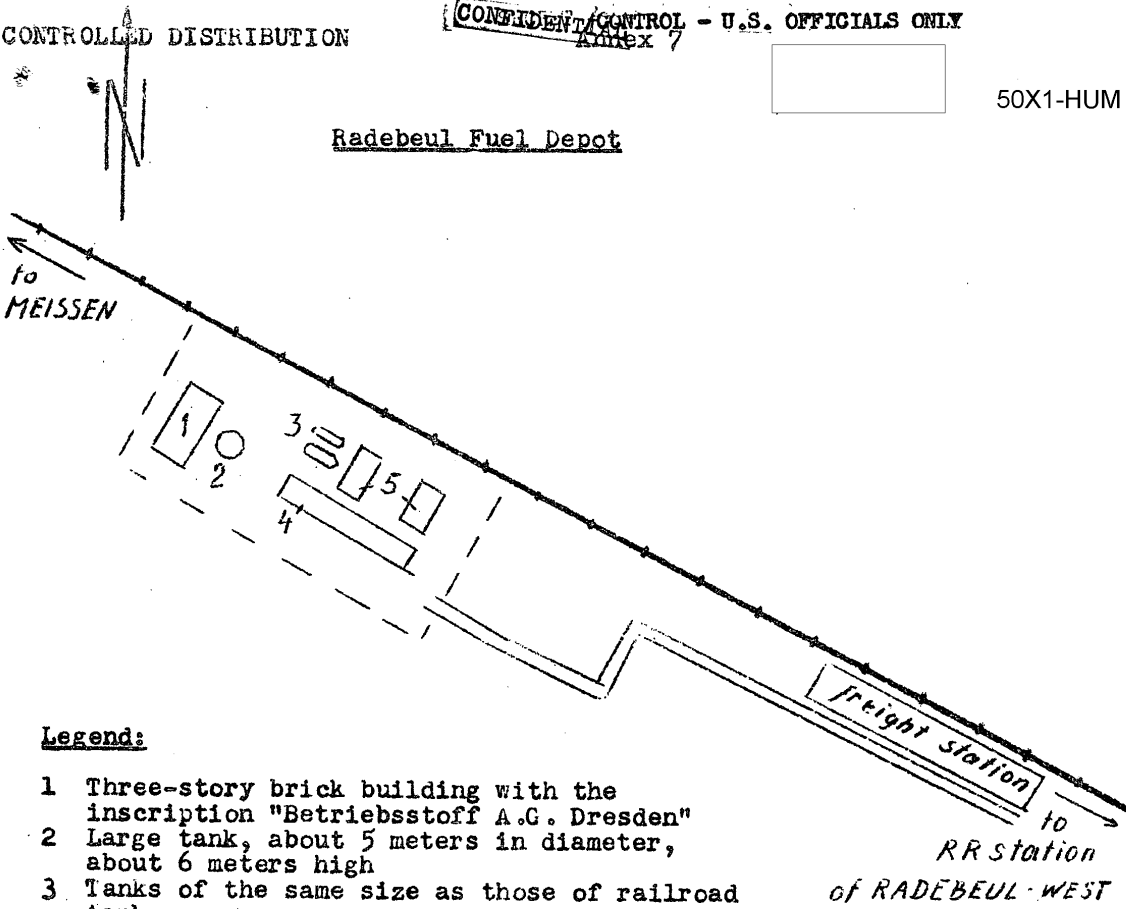 CONFIDENTIAL
CONTROL - U.S. OFFICIALS ONLY
CONTROLLED DISTRIBUTION
Annex 7
50X1-HUM
N
Radebeul Fuel Depot
to
MEISSEN
1
2
3
5
4
freight station
to
RR station
of RADEBEUL-WEST
Legend:
1 Three-story brick building with the
inscription "Betriebsstoff A.G. Dresden"
2 Large tank, about 5 meters in diameter,
about 6 meters high
3 Tanks of the same size as those of railroad